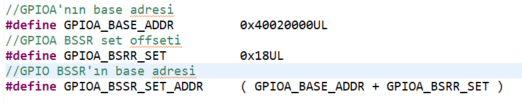 //GPIOA'nın base adresi
#define GPIOA_BASE_ADDR 0x40020000UL
//GPIOA BSSR set offseti
#define GPIOA_BSRR_SET 0x18UL
//GPIO BSSR'ın base adresi
#define GPIOA_BSSR_SET_ADDR ( GPIOA_BASE_ADDR + GPIOA_BSRR_SET )